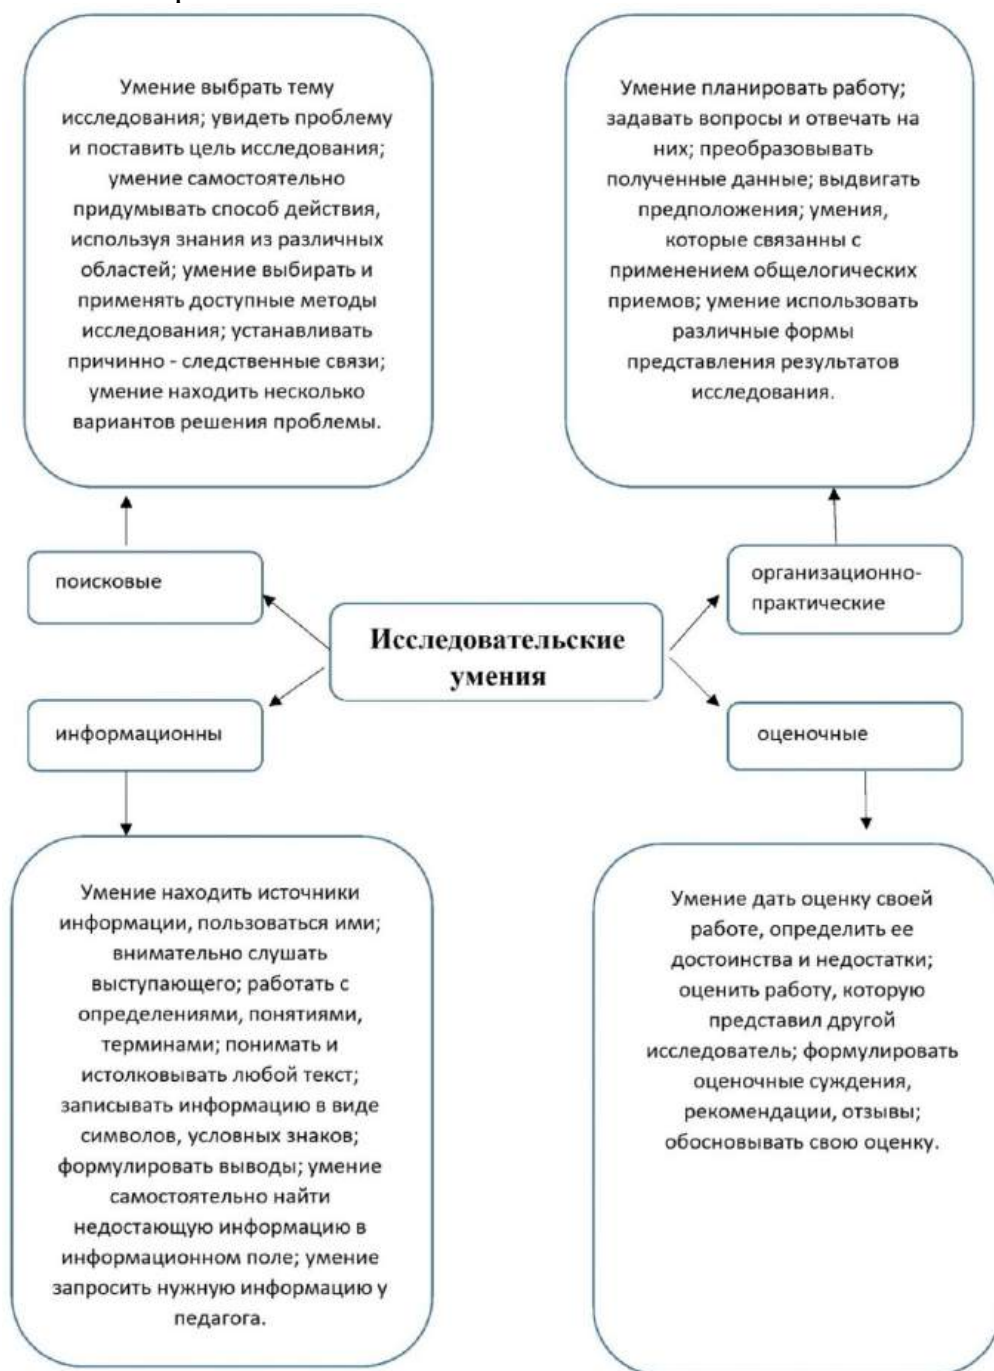 Умение выбрать тему
исследования; увидеть проблему
и поставить цель исследования;
умение самостоятельно
придумывать способ действия,
используя знания из различных
областей; умение выбирать и
применять доступные методы
исследования; устанавливать
причинно - следственные связи;
умение находить несколько
вариантов решения проблемы.
Умение планировать работу;
задавать вопросы и отвечать на
них; преобразовывать
полученные данные; выдвигать
предположения; умения,
которые связанны с
применением общелогических
приемов; умение использовать
различные формы
представления результатов
исследования.
поисковые
организационно-
практические
Исследовательские
умения
информационны
оценочные
Умение находить источники
информации, пользоваться ими;
внимательно слушать
выступающего; работать с
определениями, понятиями,
терминами; понимать и
истолковывать любой текст;
записывать информацию в виде
символов, условных знаков;
формулировать выводы; умение
самостоятельно найти
недостающую информацию в
информационном поле; умение
запросить нужную информацию у
педагога.
Умение дать оценку своей
работе, определить ее
достоинства и недостатки;
оценить работу, которую
представил другой
исследователь; формулировать
оценочные суждения,
рекомендации, отзывы;
обосновывать свою оценку.